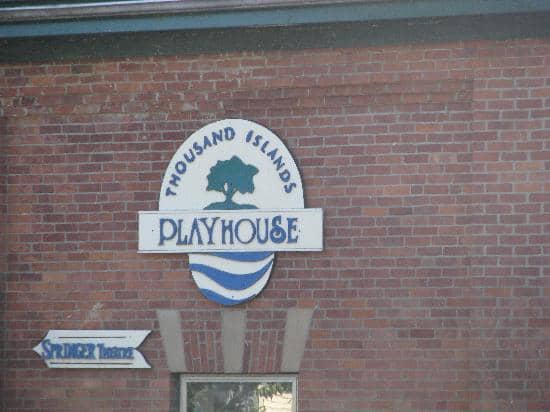 THOUSAND ISLANDS
PLAYHOUSE
SPRINGER THEATRE